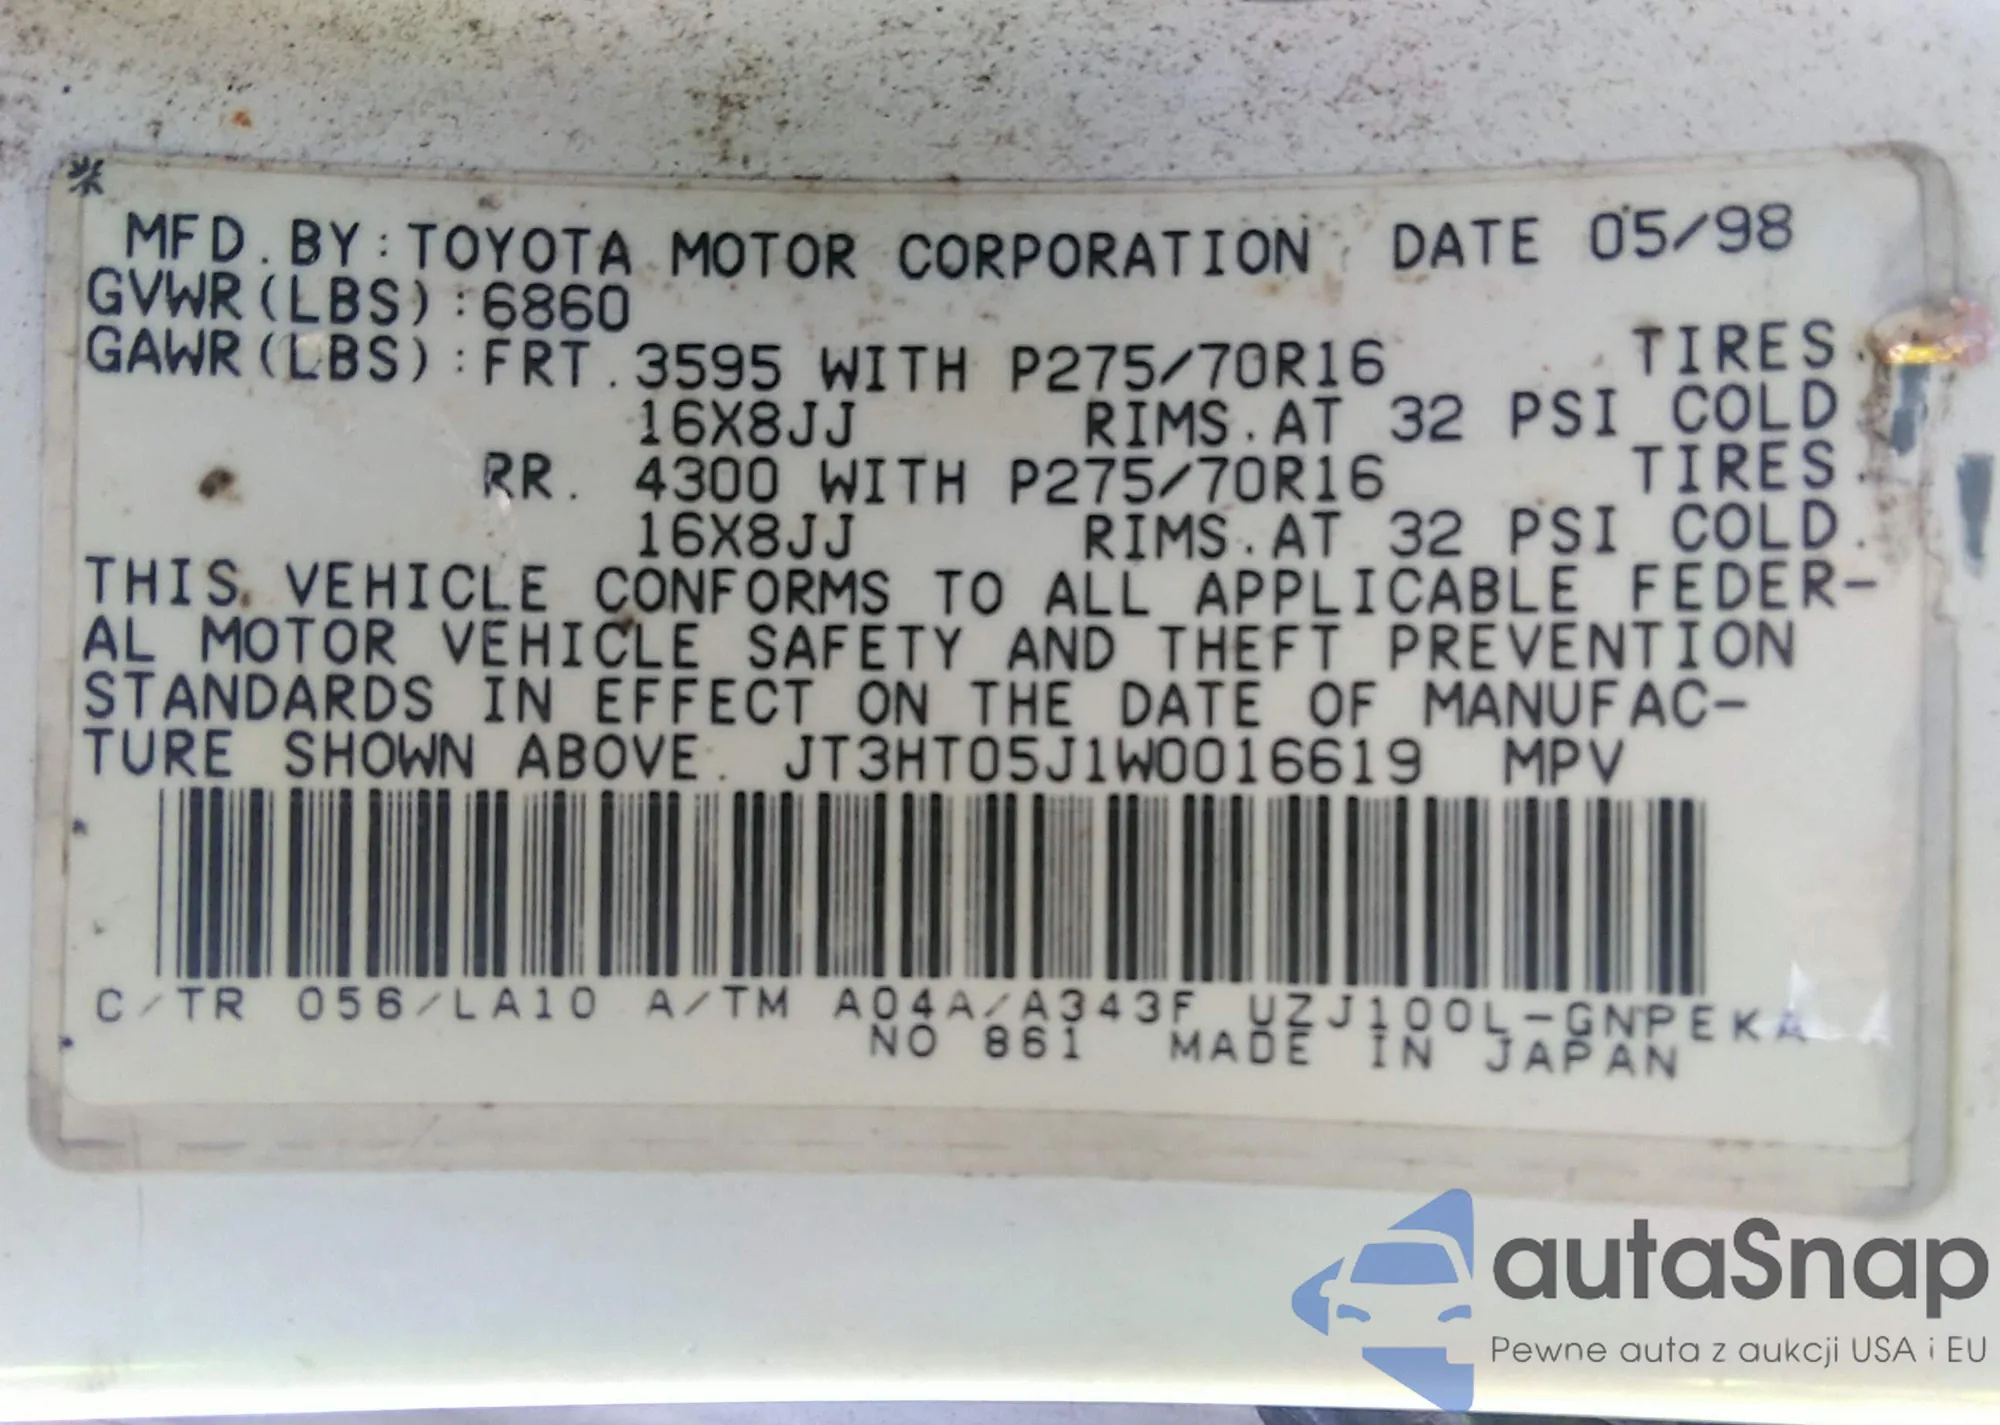 MFD.BY:TOYOTA MOTOR CORPORATION DATE 05/98
GVWR(LBS):6860
GAWR(LBS):FRT.3595 WITH P275/70R16 TIRES.
16X8JJ RIMS.AT 32 PSI COLD
RR. 4300 WITH P275/70R16 TIRES.
16X8JJ RIMS.AT 32 PSI COLD.
THIS VEHICLE CONFORMS TO ALL APPLICABLE FEDER-
AL MOTOR VEHICLE SAFETY AND THEFT PREVENTION
STANDARDS IN EFFECT ON THE DATE OF MANUFAC-
TURE SHOWN ABOVE. JT3HT05J1W0016619 MPV
C/TR 056/LA10 A/TM A04A/A343F UZJ100L-GNPEKA
NO 861 MADE IN JAPAN
autaSnap
Pewne auta z aukcji USA i EU